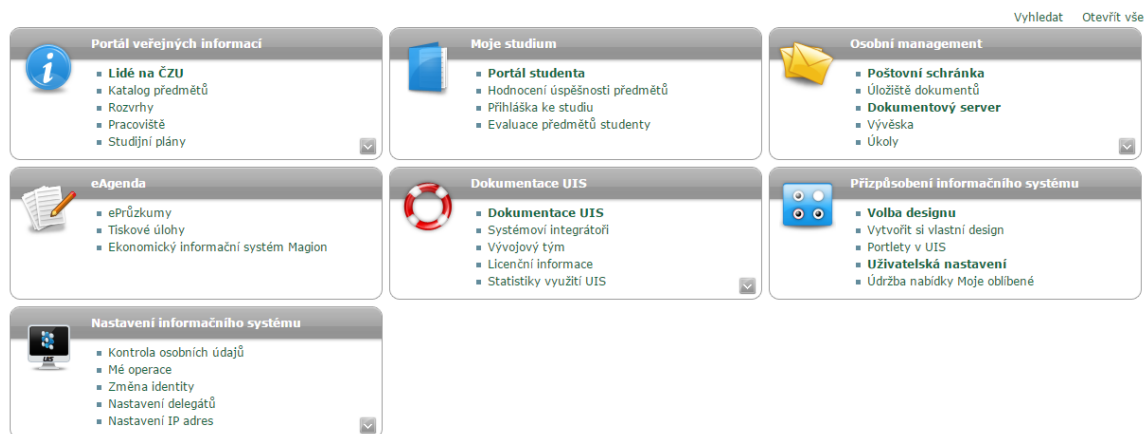 Vyhledat Otevřít vše
Portál veřejných informací
Lidé na ČZU
Katalog předmětů
Rozvrhy
Pracoviště
Studijní plány
Moje studium
Portál studenta
Hodnocení úspěšnosti předmětů
Přihláška ke studiu
Evaluace předmětů studenty
Osobní management
Poštovní schránka
Úložiště dokumentů
Dokumentový server
Vývěska
Úkoly
eAgenda
ePrůzkumy
Tiskové úlohy
Ekonomický informační systém Magion
Dokumentace UIS
Dokumentace UIS
Systémoví integrátoři
Vývojový tým
Licenční informace
Statistiky využití UIS
Přizpůsobení informačního systému
Volba designu
Vytvořit si vlastní design
Portlety v UIS
Uživatelská nastavení
Údržba nabídky Moje oblíbené
Nastavení informačního systému
UIS
Kontrola osobních údajů
Mé operace
Změna identity
Nastavení delegátů
Nastavení IP adres